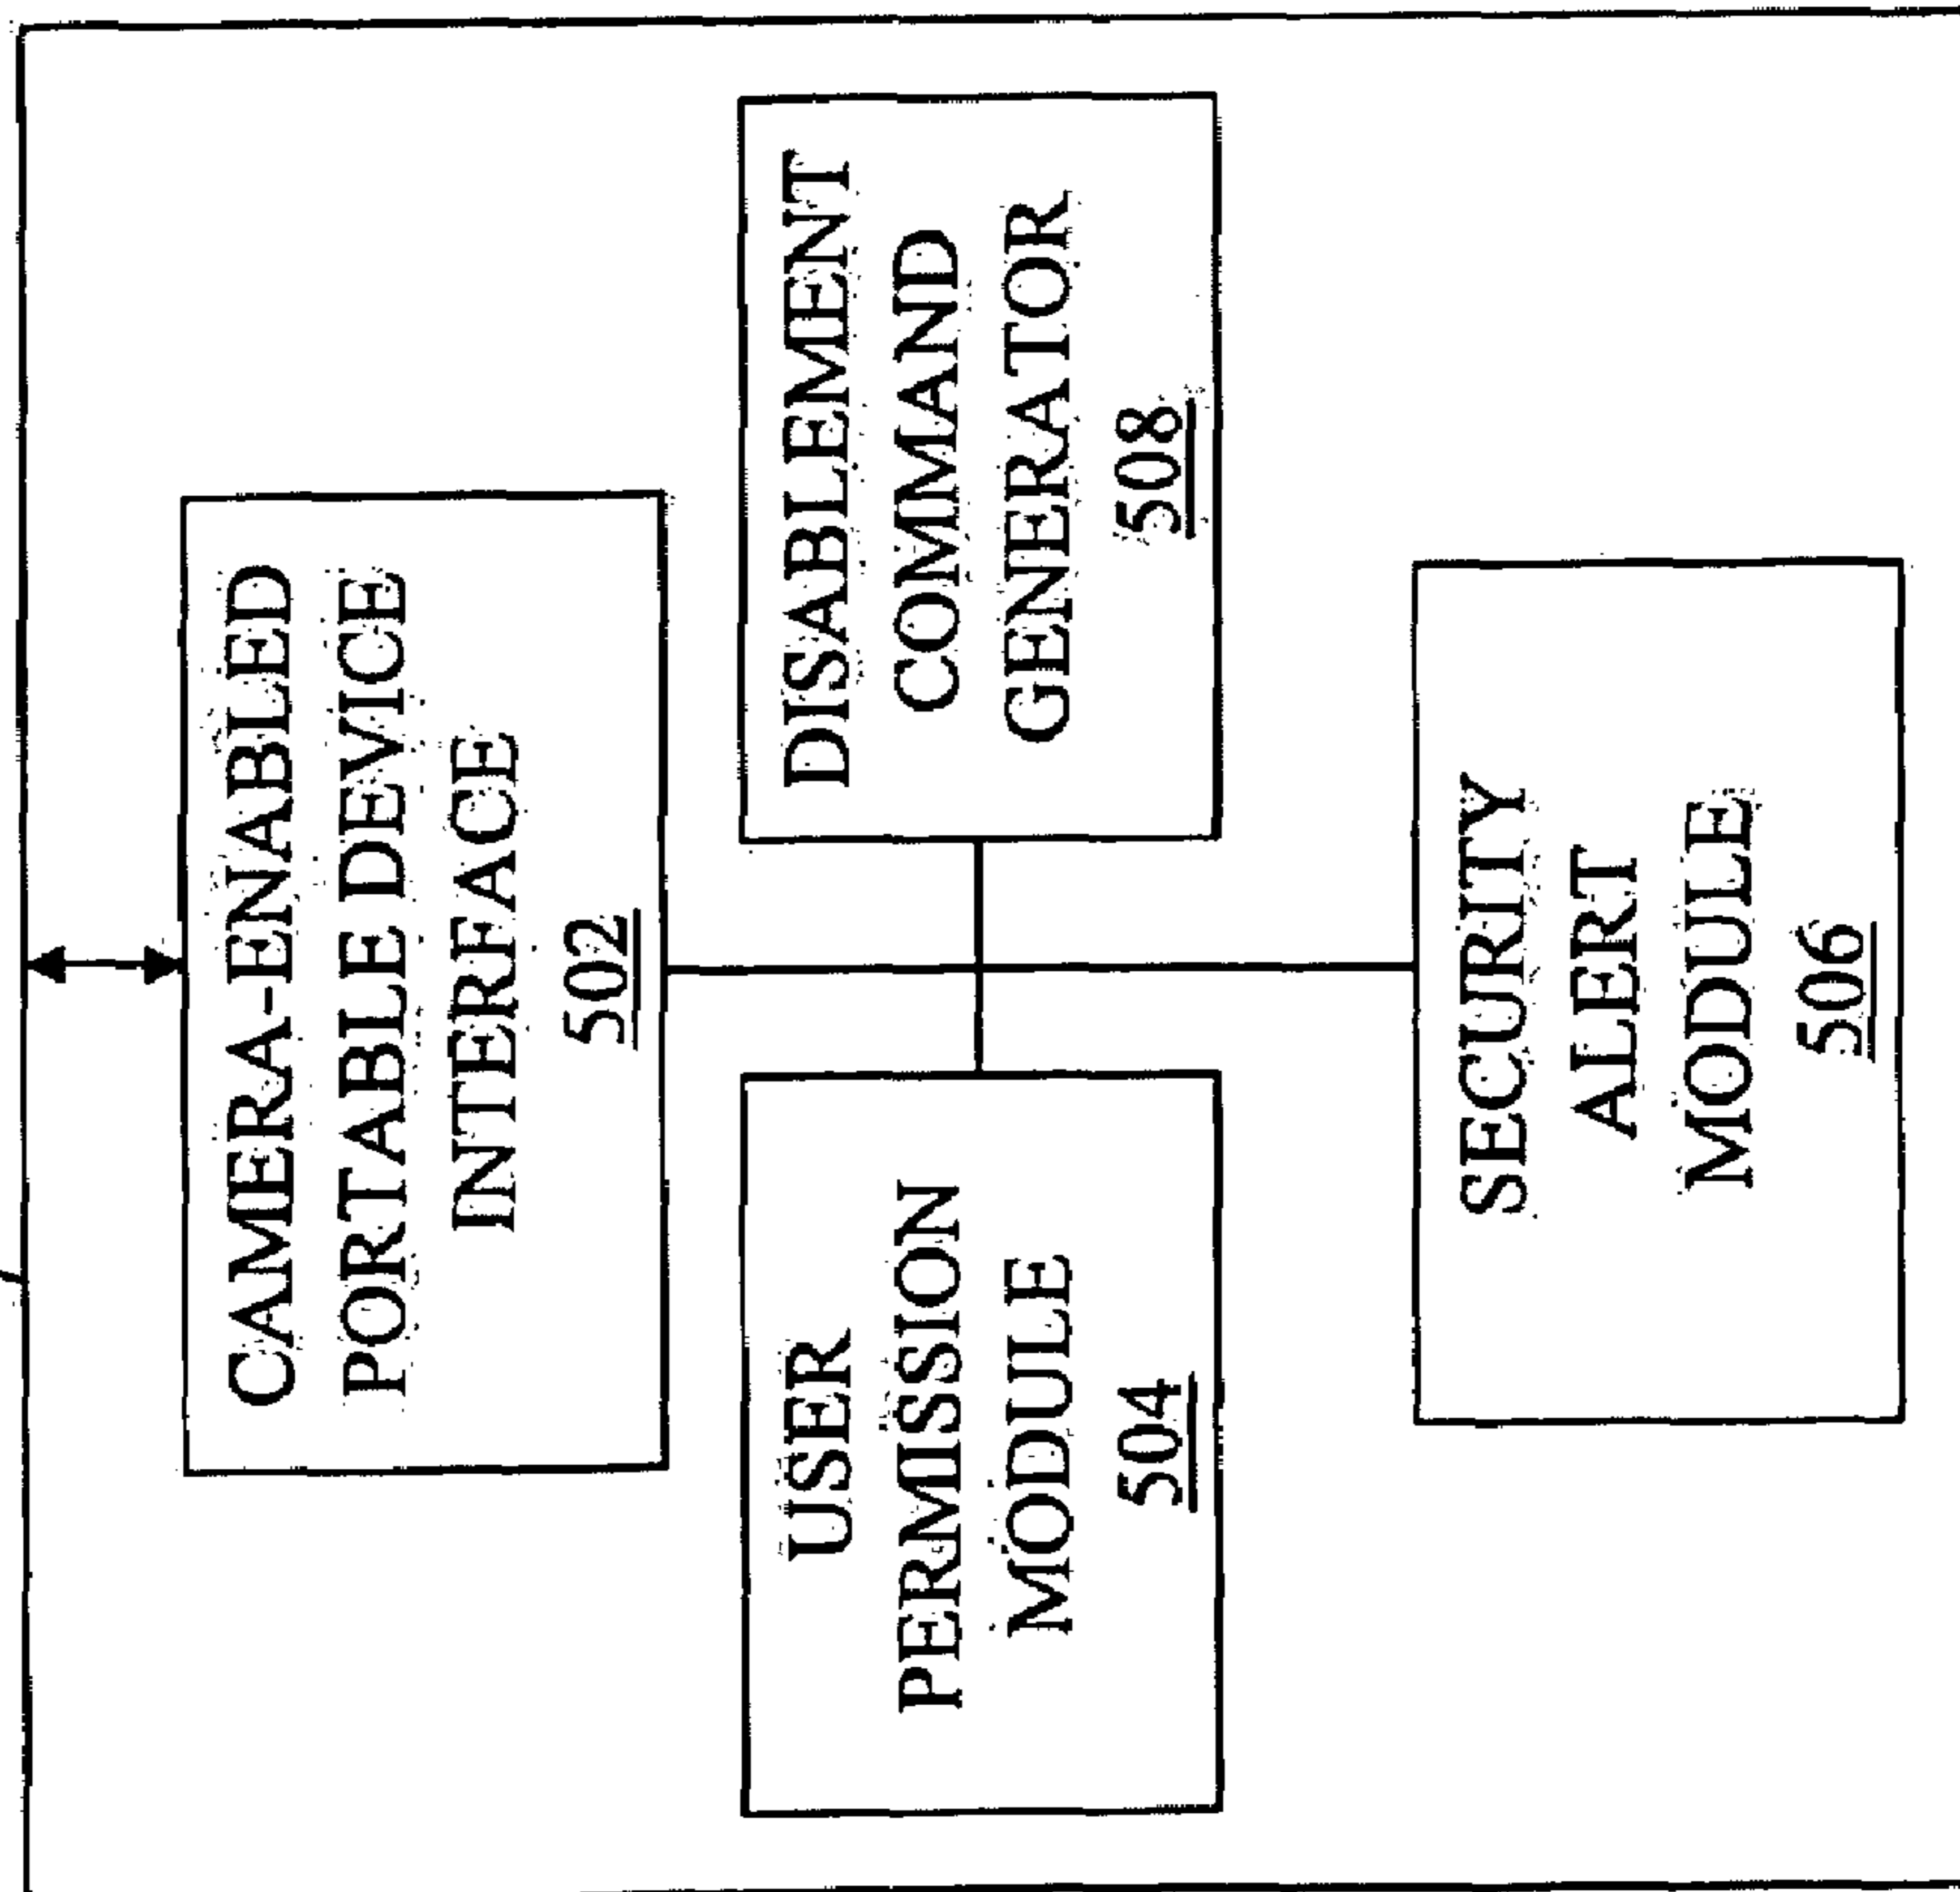 CAMERA-ENABLED
PORTABLE DEVICE
INTERFACE
502
USER
PERMISSION
MODULE
504
DISABLEMENT
COMMAND
GENERATOR
508
SECURITY
ALERT
MODULE
506